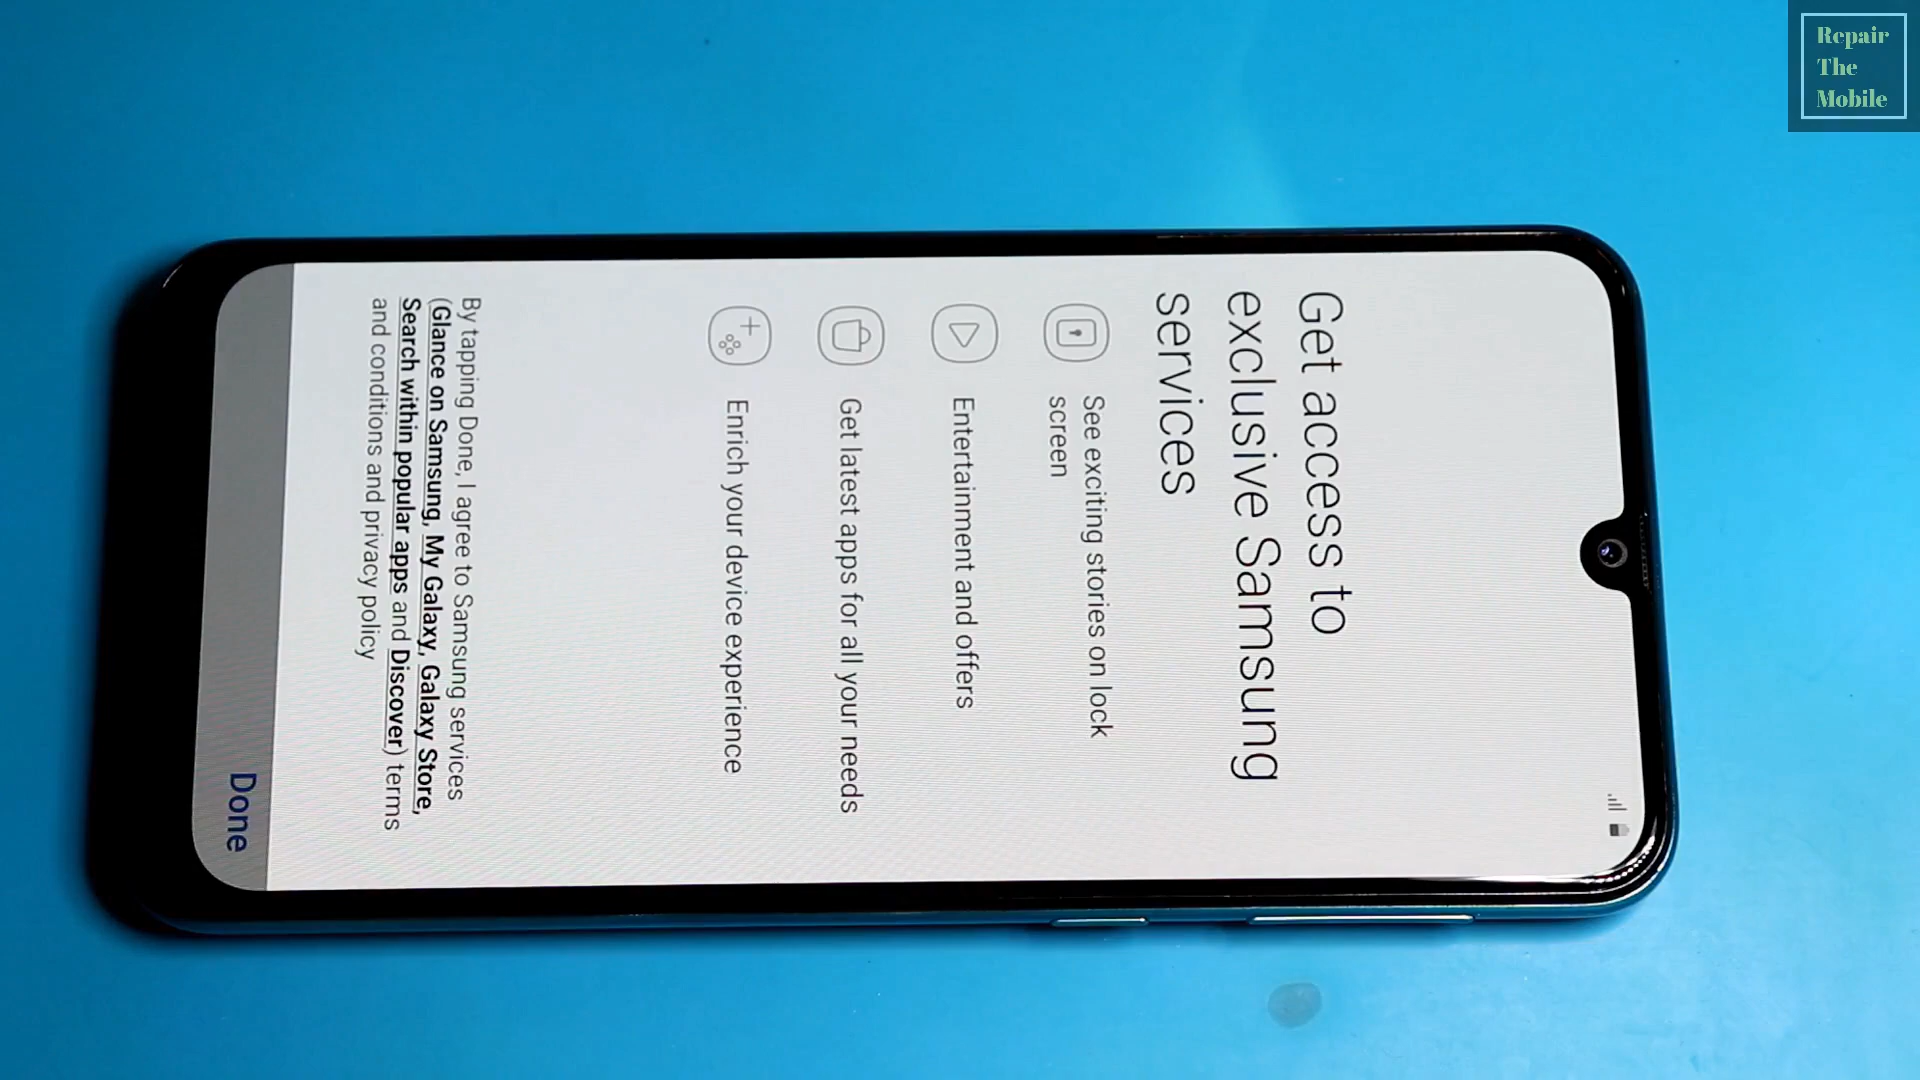 Repair
The
Mobile
Get access to
exclusive Samsung
services
See exciting stories on lock
screen
Entertainment and offers
Get latest apps for all your needs
Enrich your device experience
By tapping Done, I agree to Samsung services
(Glance on Samsung, My Galaxy, Galaxy Store,
Search within popular apps and Discover) terms
and conditions and privacy policy
Done